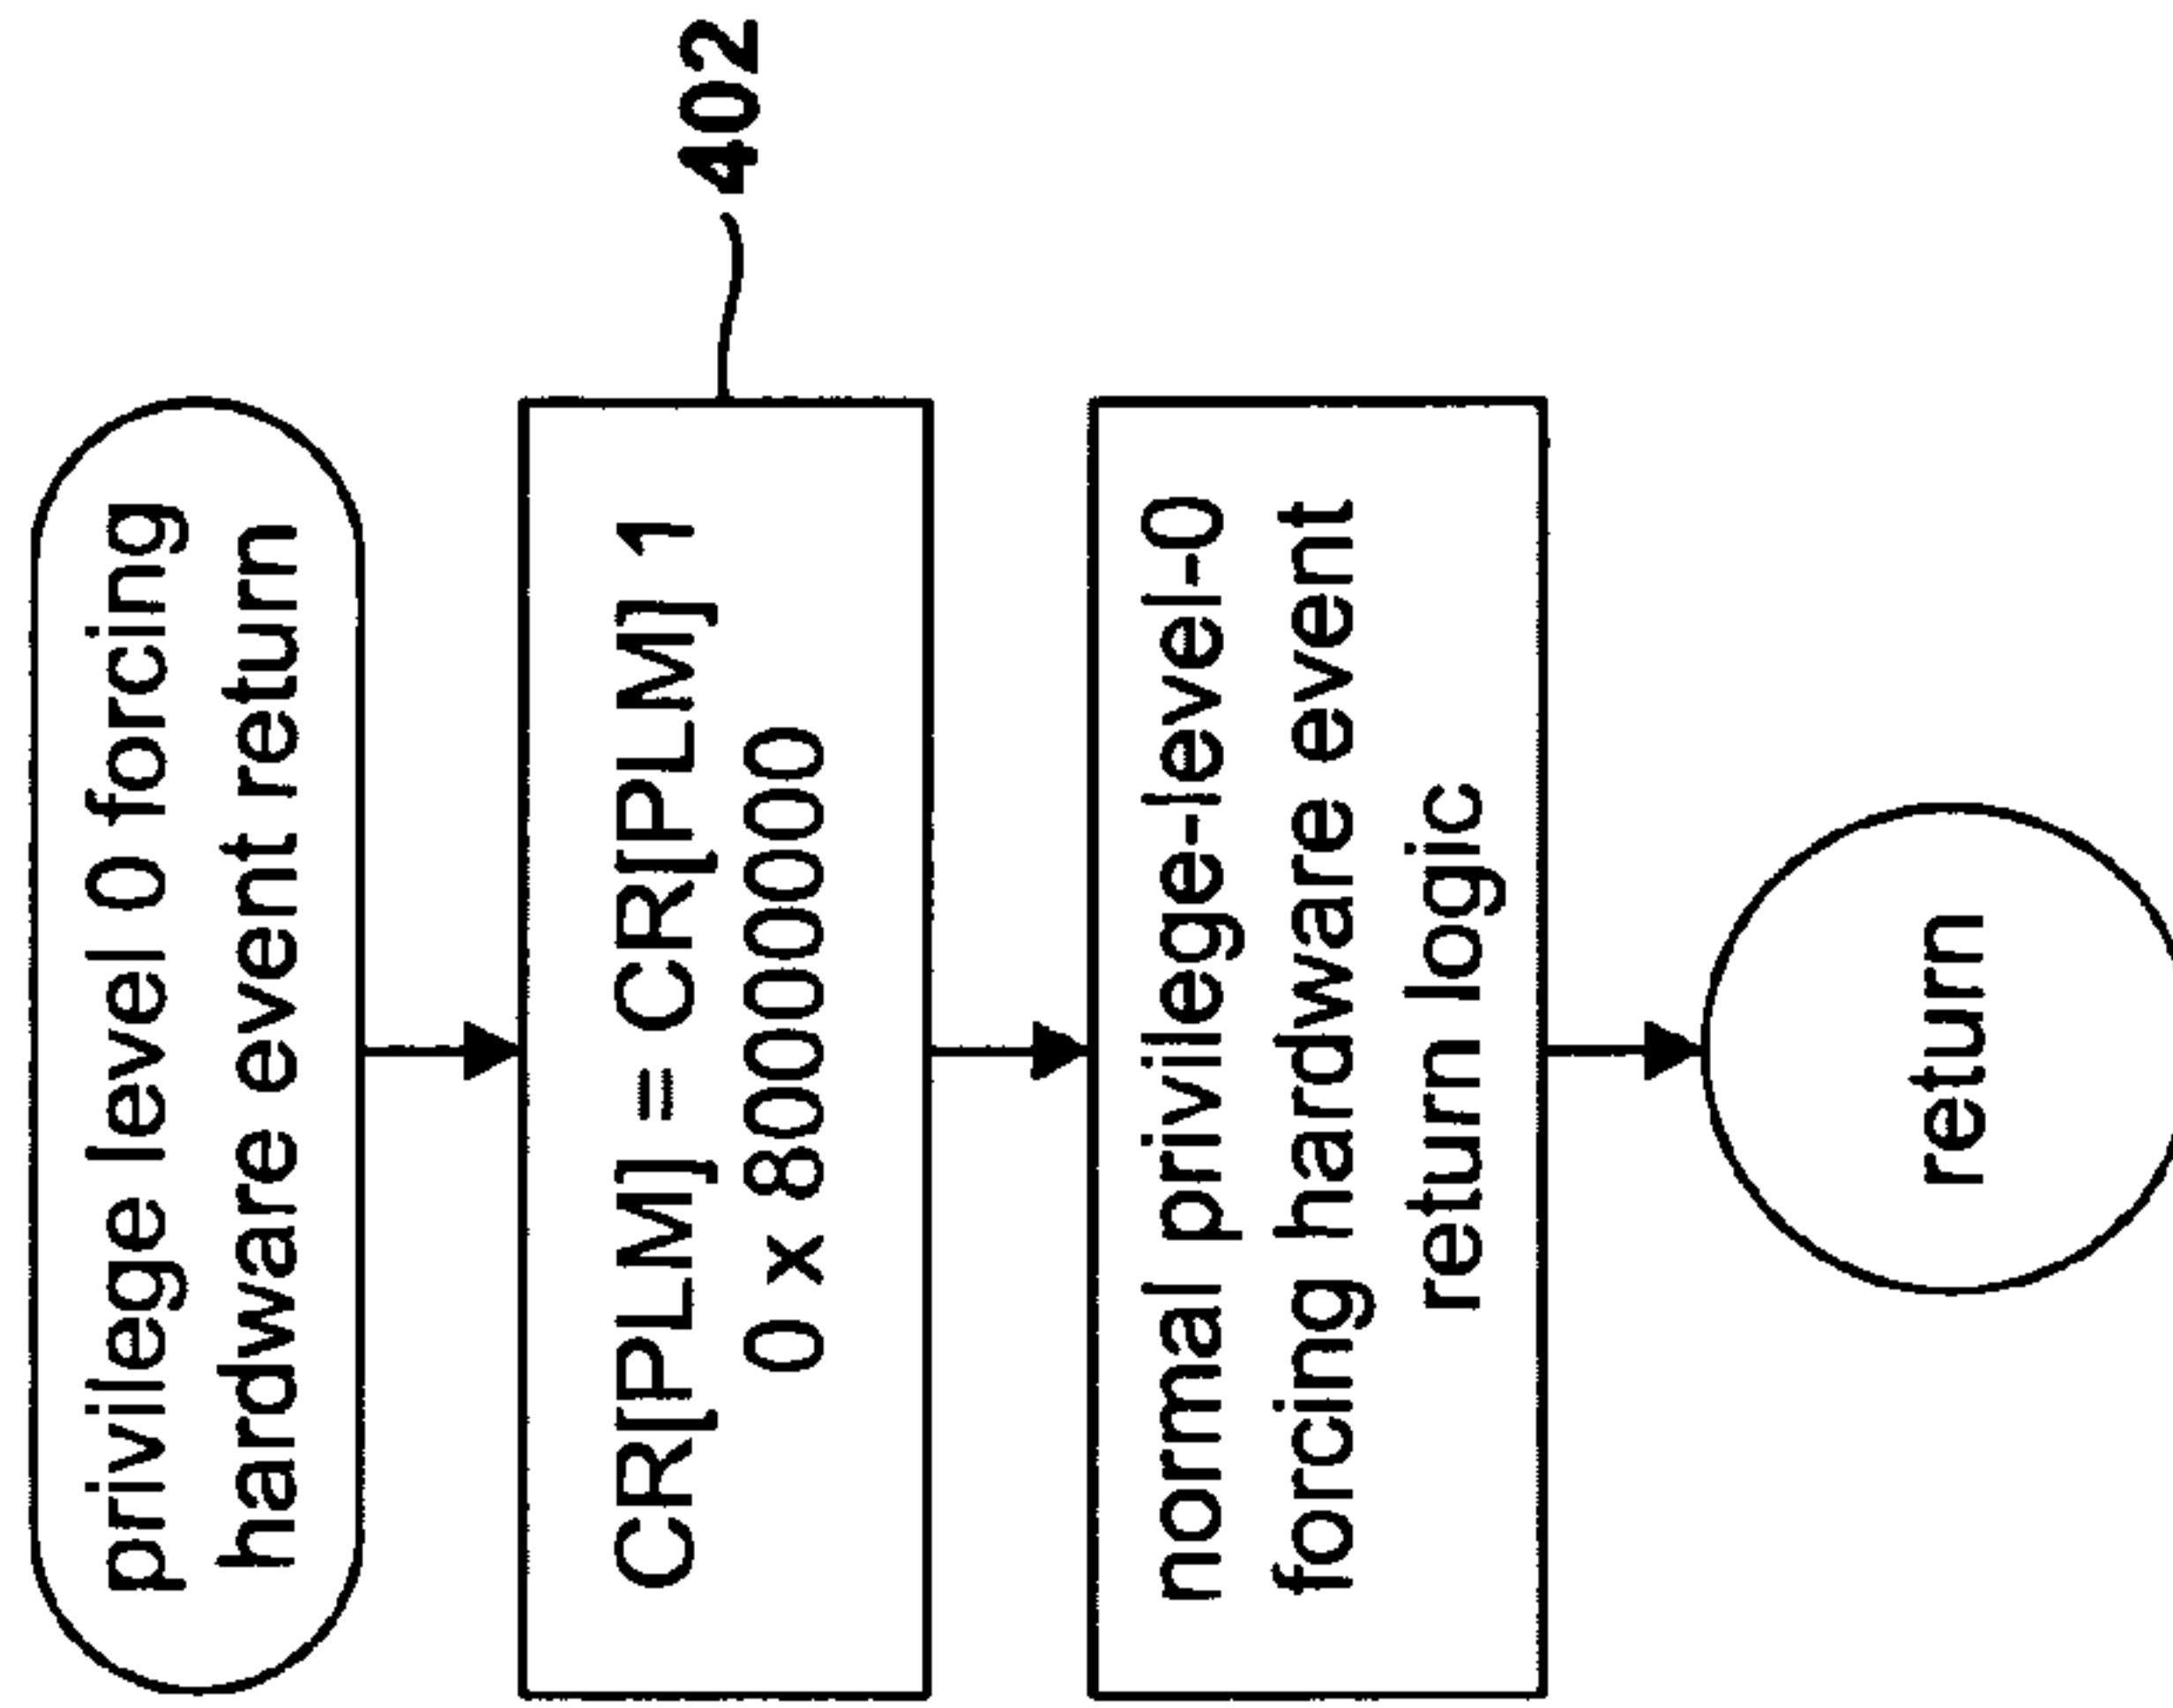 privilege level 0 forcing
hardware event return
CR[PLM] = CR[PLM] 1
0 x 80000000
402
normal privilege-level-0
forcing hardware event
return logic
return